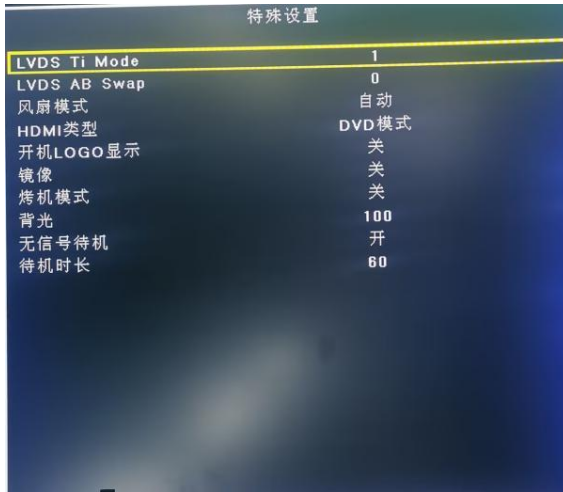 特殊设置
LVDS Ti Mode 1
LVDS AB Swap 0
风扇模式 自动
HDMI类型 DVD模式
开机LOGO显示 关
镜像 关
烤机模式 关
背光 100
无信号待机 开
待机时长 60